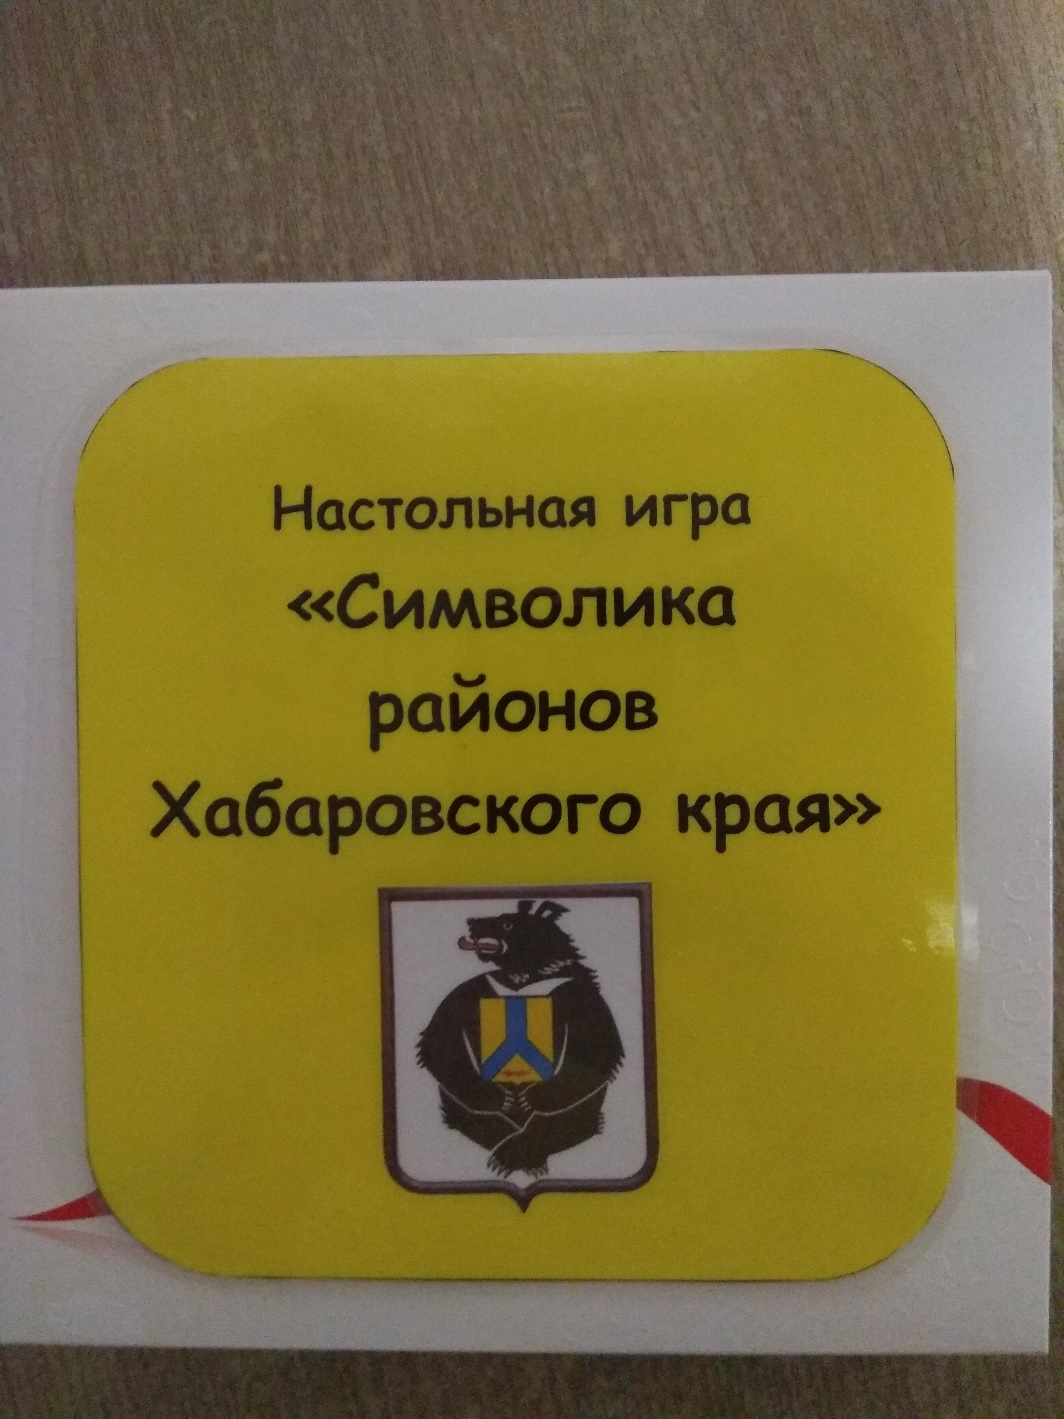 Настольная игра
«Символика
районов
Хабаровского края»